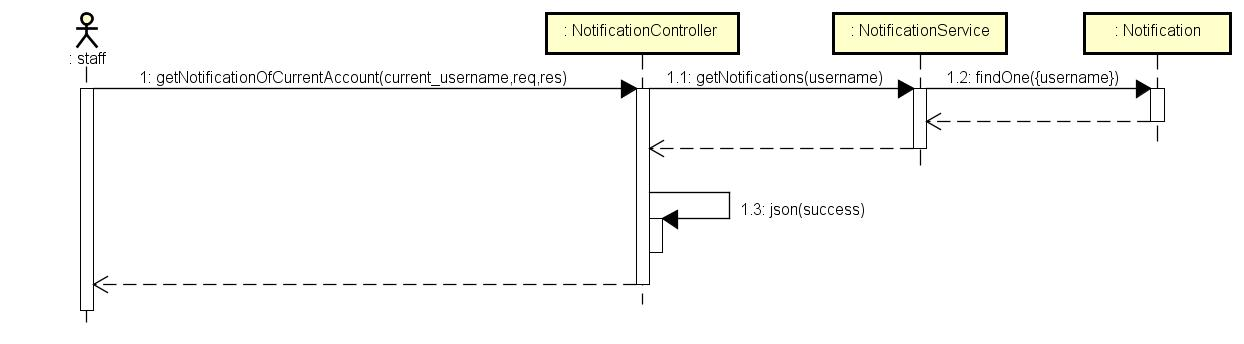 : staff
: NotificationController
: NotificationService
: Notification
1: getNotificationOfCurrentAccount(current_username,req,res)
1.1: getNotifications(username)
1.2: findOne({username})
1.3: json(success)